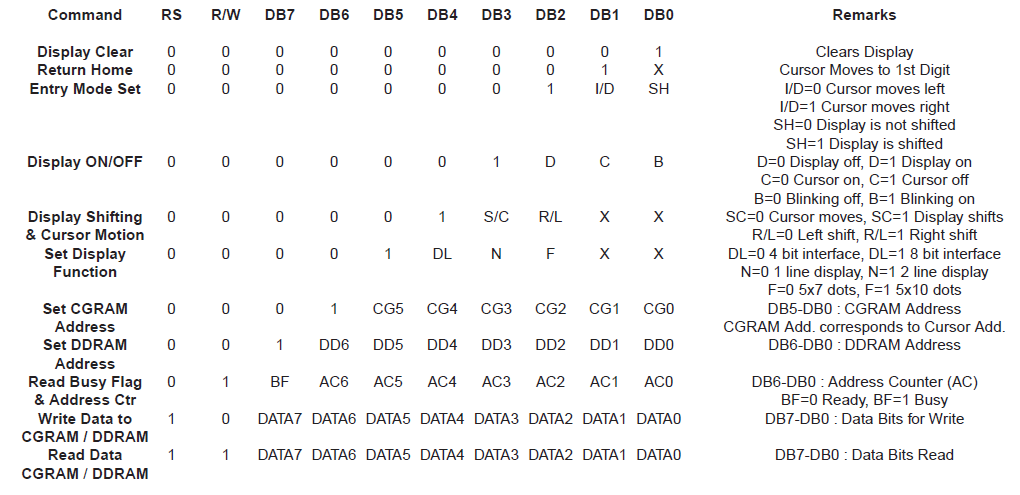 Command RS R/W DB7 DB6 DB5 DB4 DB3 DB2 DB1 DB0 Remarks
Display Clear 0 0 0 0 0 0 0 0 0 1 Clears Display
Return Home 0 0 0 0 0 0 0 0 1 X Cursor Moves to 1st Digit
Entry Mode Set 0 0 0 0 0 0 0 1 I/D SH I/D=0 Cursor moves left
I/D=1 Cursor moves right
SH=0 Display is not shifted
SH=1 Display is shifted
Display ON/OFF 0 0 0 0 0 0 1 D C B D=0 Display off, D=1 Display on
C=0 Cursor on, C=1 Cursor off
B=0 Blinking off, B=1 Blinking on
Display Shifting 0 0 0 0 0 1 S/C R/L X X SC=0 Cursor moves, SC=1 Display shifts
& Cursor Motion R/L=0 Left shift, R/L=1 Right shift
Set Display 0 0 0 0 1 DL N F X X DL=0 4 bit interface, DL=1 8 bit interface
Function N=0 1 line display, N=1 2 line display
F=0 5x7 dots, F=1 5x10 dots
Set CGRAM 0 0 0 1 CG5 CG4 CG3 CG2 CG1 CG0 DB5-DB0 : CGRAM Address
Address CGRAM Add. corresponds to Cursor Add.
Set DDRAM 0 0 1 DD6 DD5 DD4 DD3 DD2 DD1 DD0 DB6-DB0 : DDRAM Address
Address
Read Busy Flag 0 1 BF AC6 AC5 AC4 AC3 AC2 AC1 AC0 DB6-DB0 : Address Counter (AC)
& Address Ctr BF=0 Ready, BF=1 Busy
Write Data to 1 0 DATA7 DATA6 DATA5 DATA4 DATA3 DATA2 DATA1 DATA0 DB7-DB0 : Data Bits for Write
CGRAM / DDRAM
Read Data 1 1 DATA7 DATA6 DATA5 DATA4 DATA3 DATA2 DATA1 DATA0 DB7-DB0 : Data Bits Read
CGRAM / DDRAM